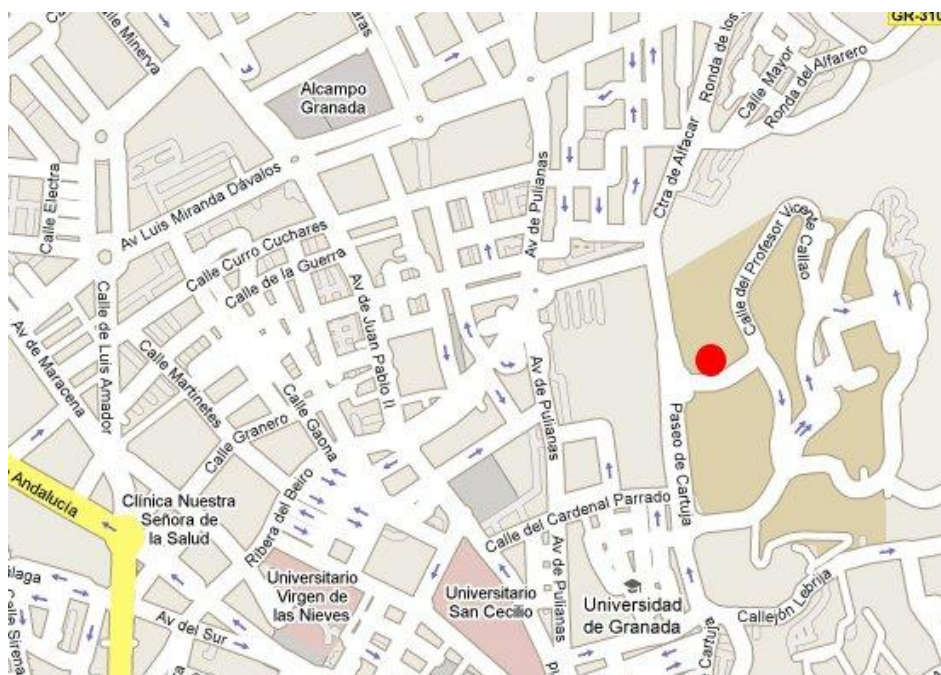 GR-310
Calle Minerva
Alcampo
Granada
Ronda de los
Calle Mayor
Ronda del Alfarero
Calle Electra
Av Luis Miranda Dávalos
Av de Pulianas
Ctra de Alfacar
Calle Curro Cuchares
Calle de la Guerra
Calle del Profesor Vicente Callao
Av de Maracena
Calle de Luis Amador
Av de Juan Pablo II
Calle Martinetes
Calle Granero
Calle Gaona
Av de Pulianas
Paseo de Cartuja
Andalucía
Clínica Nuestra
Señora de
la Salud
Ribera del Beiro
Calle del Cardenal Parrado
Universitario
Virgen de
las Nieves
Universitario
San Cecilio
Av de Pulianas
Universidad
de Granada
Callejón Lebrija
Av del Sur
Calle Sirena
Cartuja